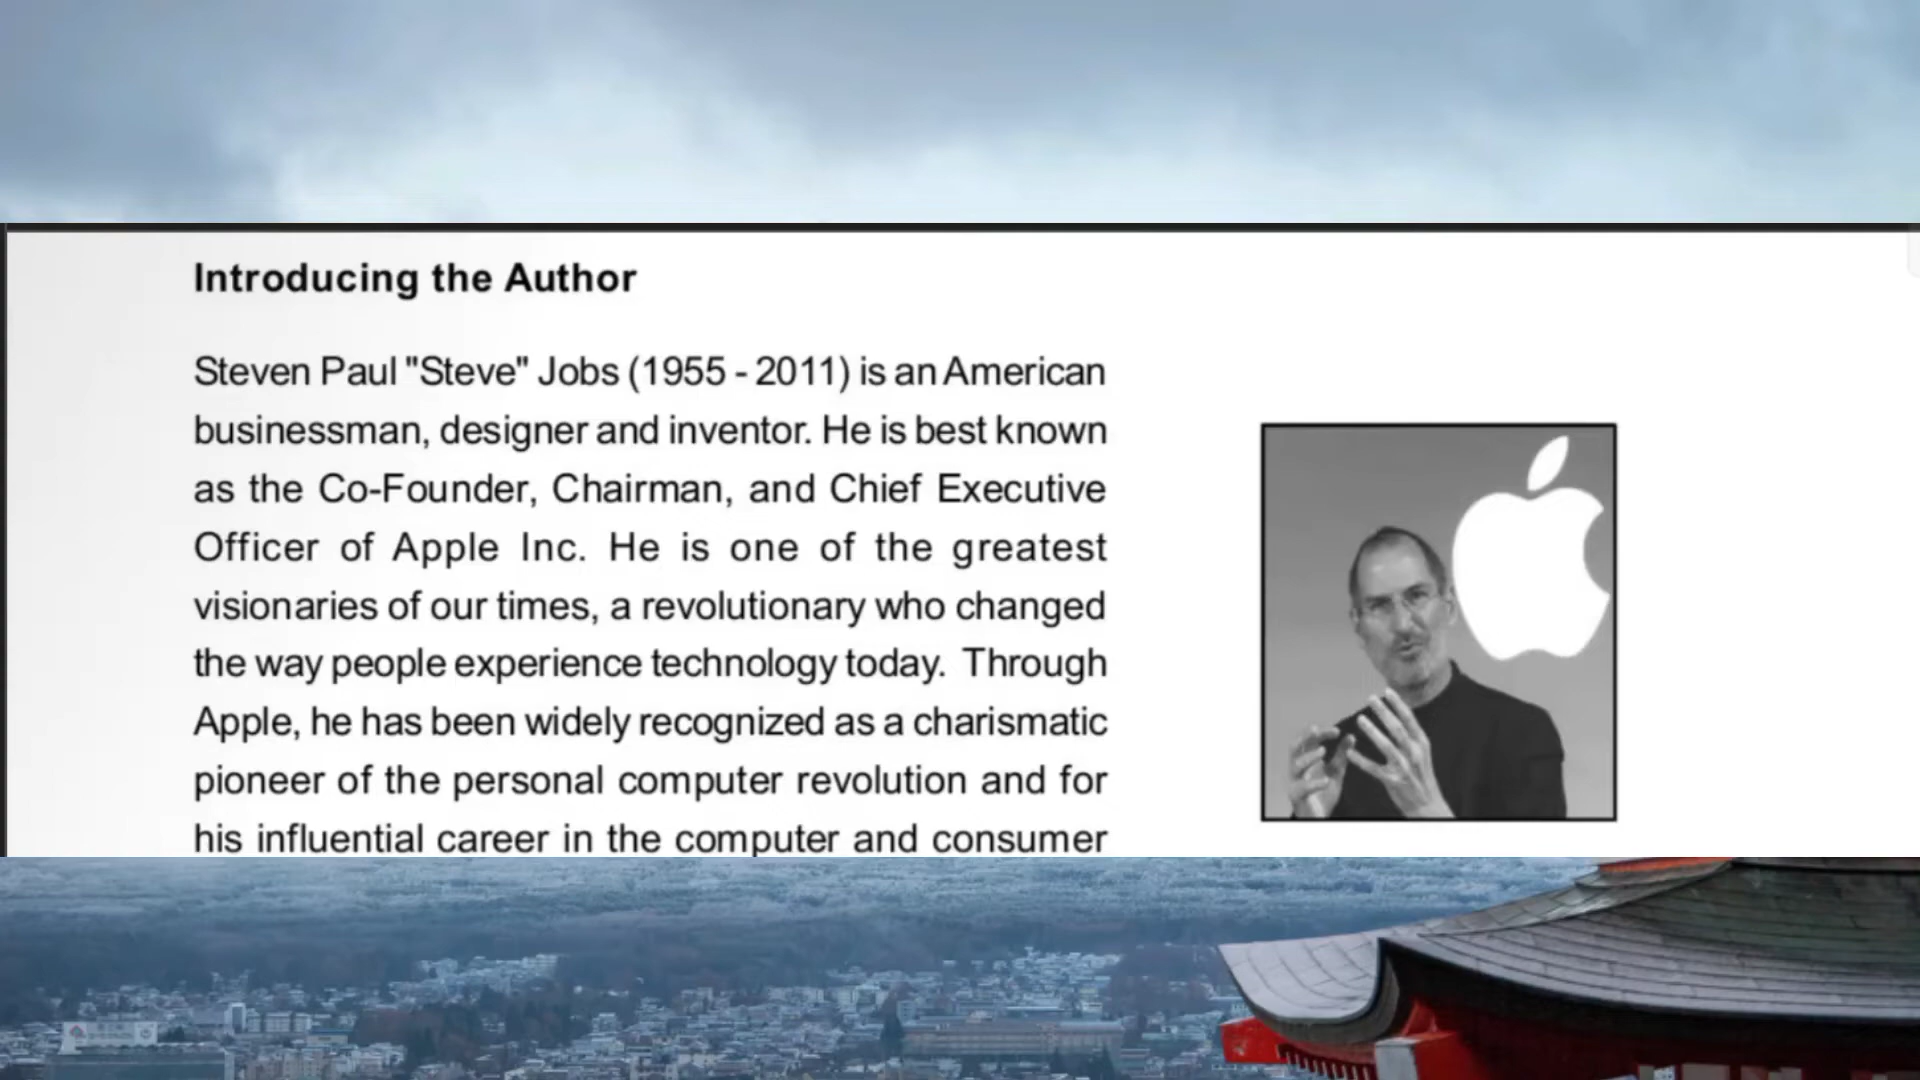 Introducing the Author
Steven Paul "Steve" Jobs (1955 - 2011) is an American
businessman, designer and inventor. He is best known
as the Co-Founder, Chairman, and Chief Executive
Officer of Apple Inc. He is one of the greatest
visionaries of our times, a revolutionary who changed
the way people experience technology today. Through
Apple, he has been widely recognized as a charismatic
pioneer of the personal computer revolution and for
his influential career in the computer and consumer